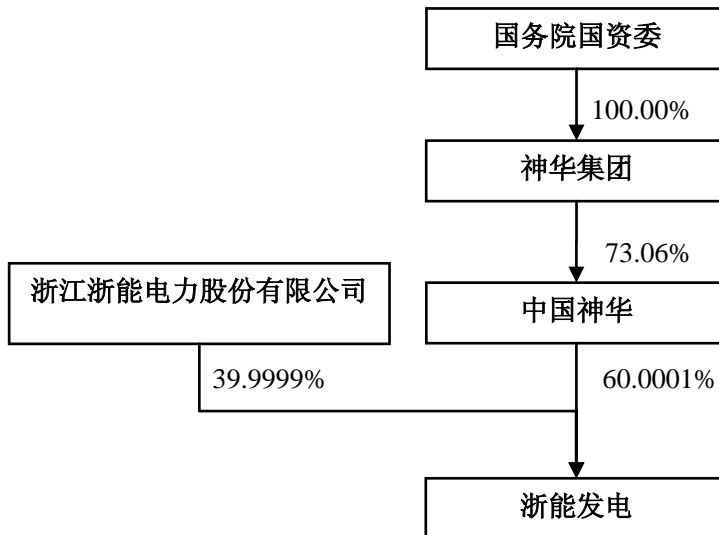 国务院国资委
100.00%
神华集团
73.06%
浙江浙能电力股份有限公司
中国神华
39.9999%
60.0001%
浙能发电